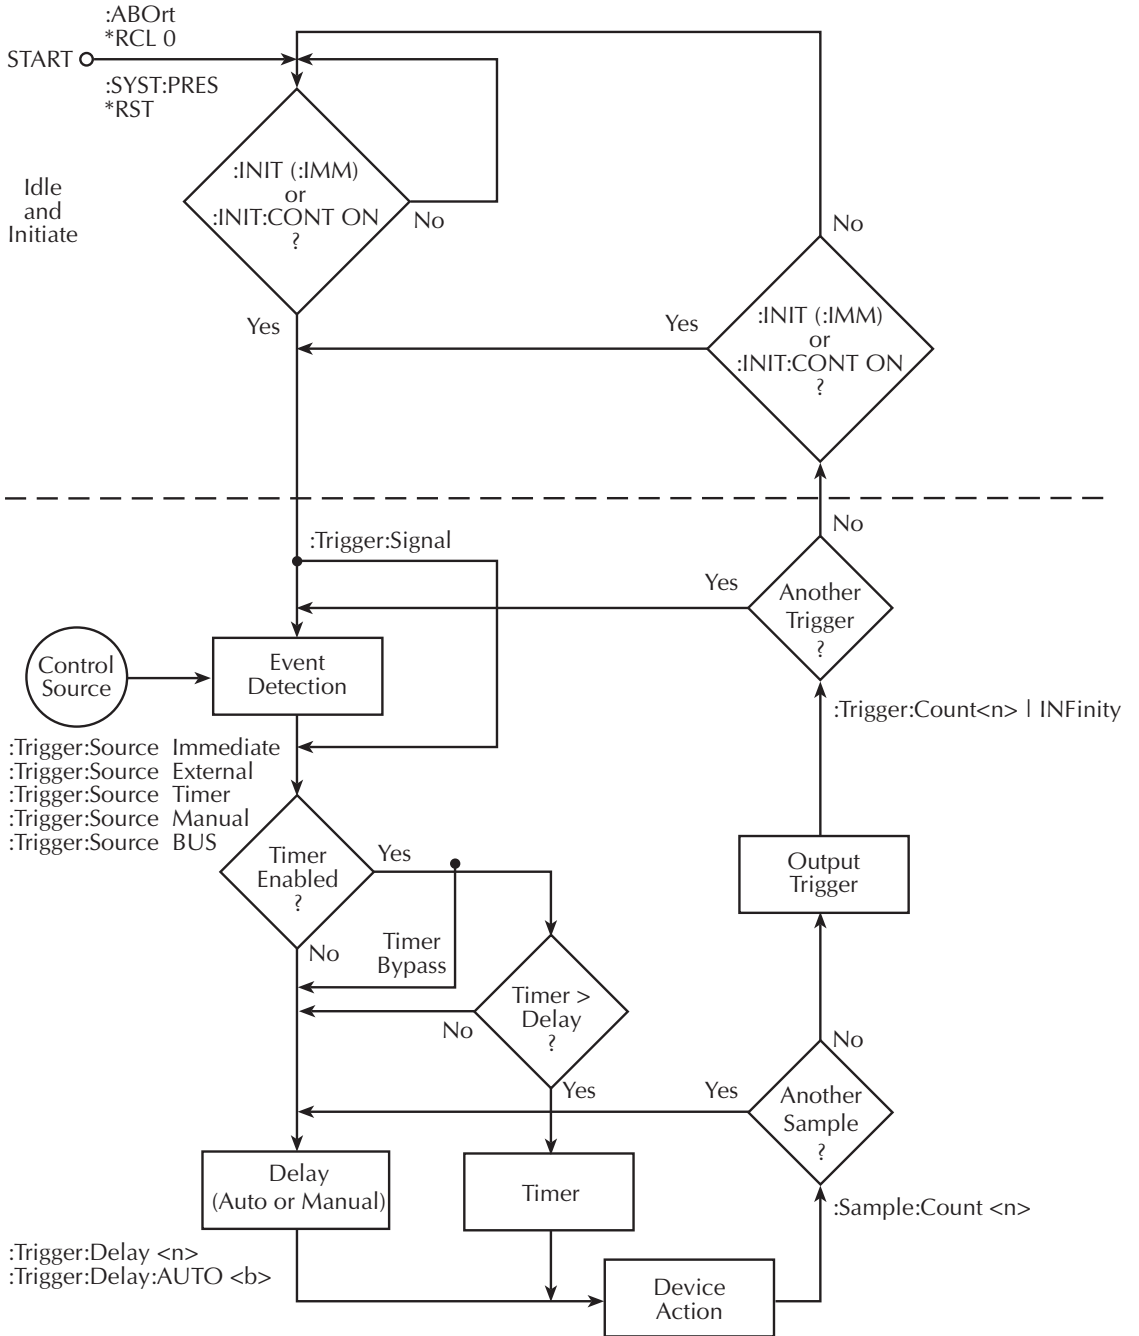 :ABOrt
*RCL 0
START
:SYST:PRES
*RST
Idle
and
Initiate
:INIT (:IMM)
or
:INIT:CONT ON
?
No
Yes
No
:INIT (:IMM)
or
:INIT:CONT ON
?
Yes
No
:Trigger:Signal
Yes
Another
Trigger
?
Control
Source
Event
Detection
:Trigger:Count<n> | INFinity
:Trigger:Source Immediate
:Trigger:Source External
:Trigger:Source Timer
:Trigger:Source Manual
:Trigger:Source BUS
Timer
Enabled
?
Yes
No
Timer
Bypass
Output
Trigger
Timer >
Delay
?
No
Yes
No
Yes
Another
Sample
?
Delay
(Auto or Manual)
Timer
:Sample:Count <n>
:Trigger:Delay <n>
:Trigger:Delay:AUTO <b>
Device
Action